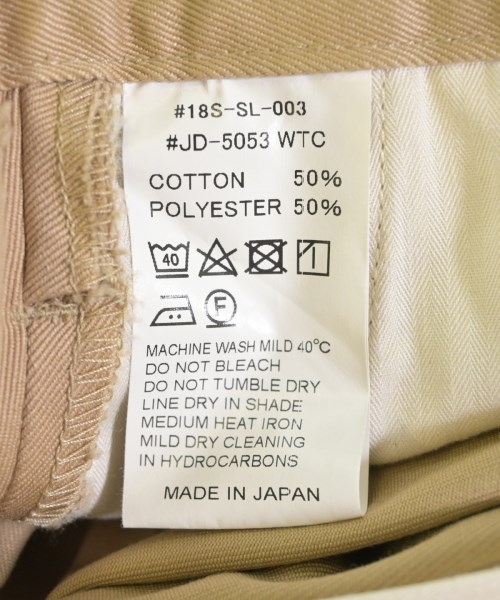 #18S-SL-003
#JD-5053 WTC
COTTON 50%
POLYESTER 50%
40
F
MACHINE WASH MILD 40°C
DO NOT BLEACH
DO NOT TUMBLE DRY
LINE DRY IN SHADE
MEDIUM HEAT IRON
MILD DRY CLEANING
IN HYDROCARBONS
MADE IN JAPAN